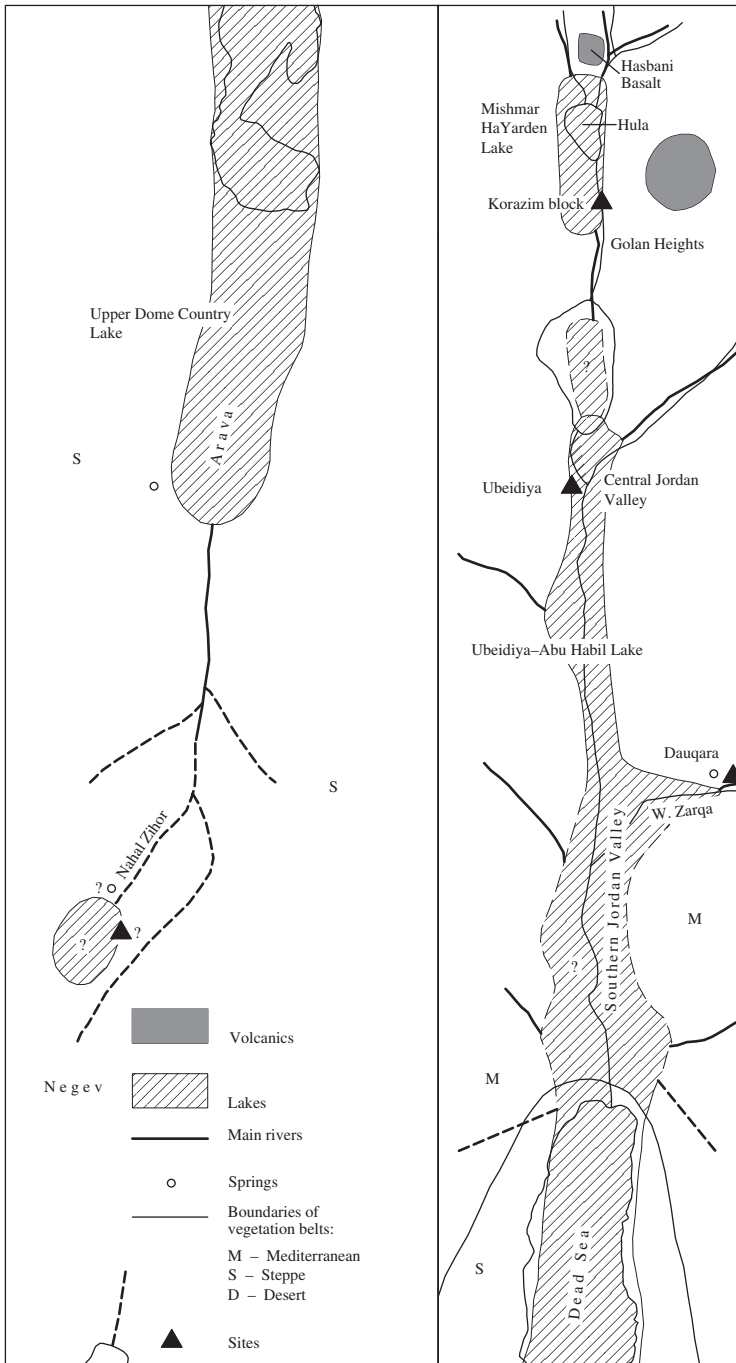 Upper Dome Country
Lake
Arava
S
S
Nahal Zihor
?
?
?
Negev
Volcanics
Lakes
Main rivers
Springs
Boundaries of
vegetation belts:
M – Mediterranean
S – Steppe
D – Desert
Sites
Hasbani
Basalt
Mishmar
HaYarden
Lake
Hula
Korazim block
Golan Heights
?
Ubeidiya
Central Jordan
Valley
Ubeidiya–Abu Habil Lake
Dauqara
W. Zarqa
Southern Jordan Valley
M
?
M
S
Dead Sea